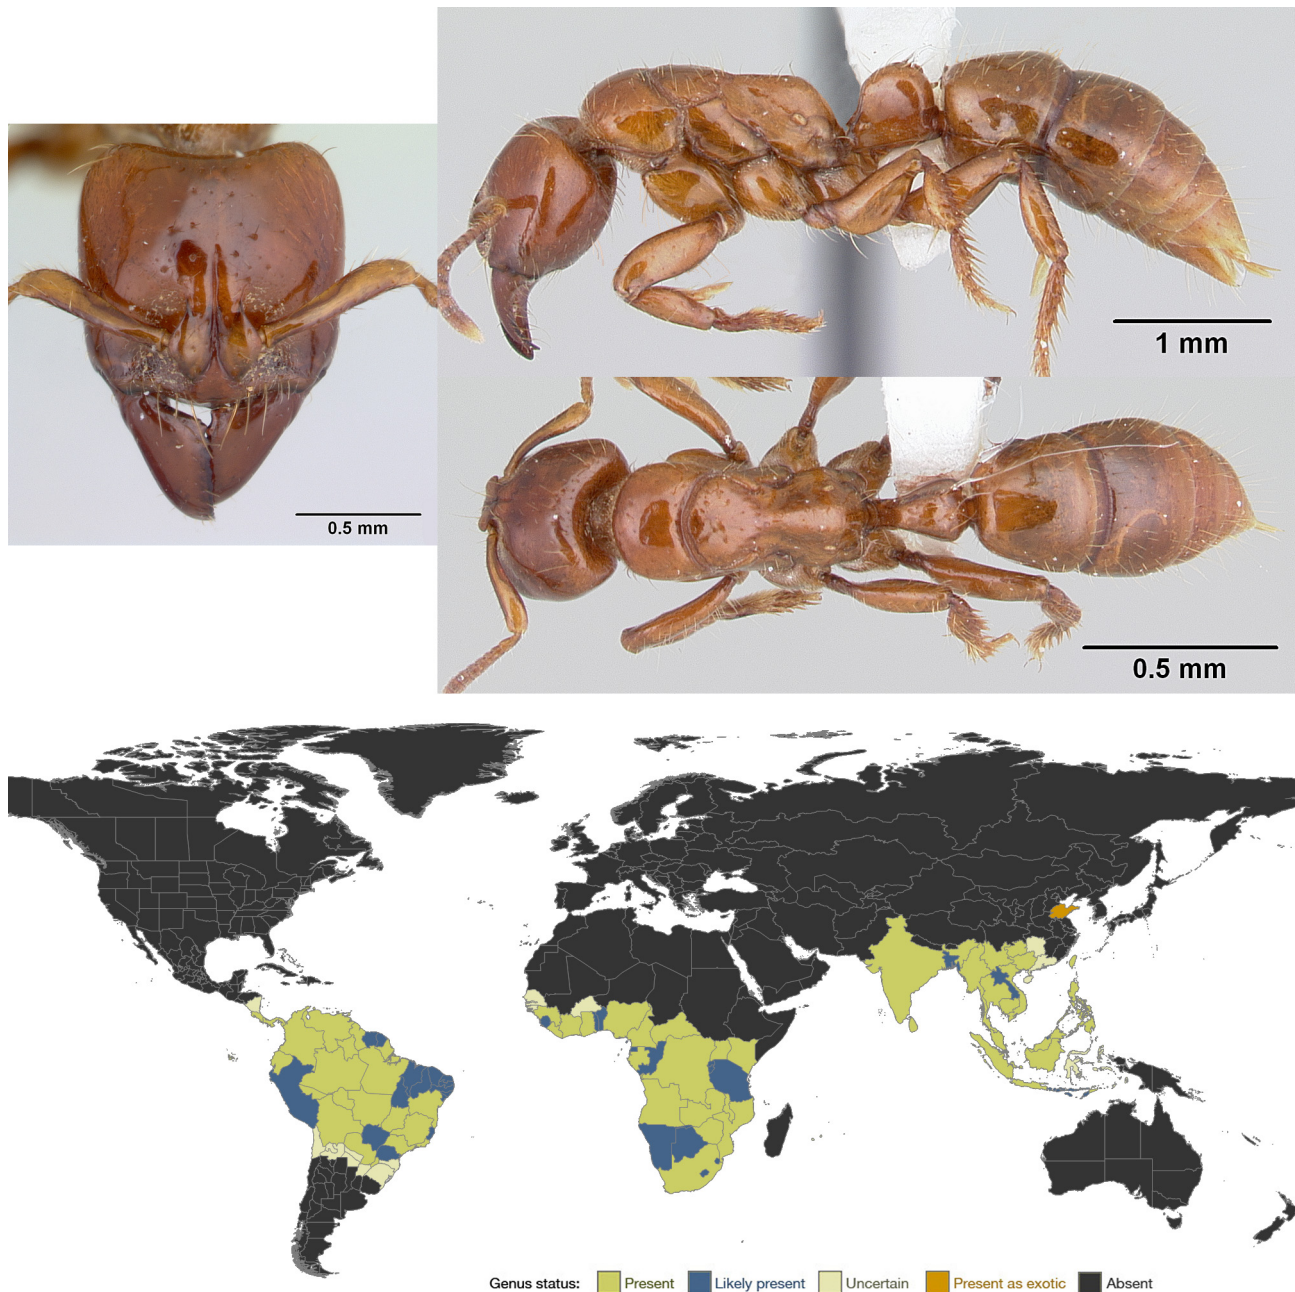 1 mm
0.5 mm
0.5 mm
Genus status: Present Likely present Uncertain Present as exotic Absent